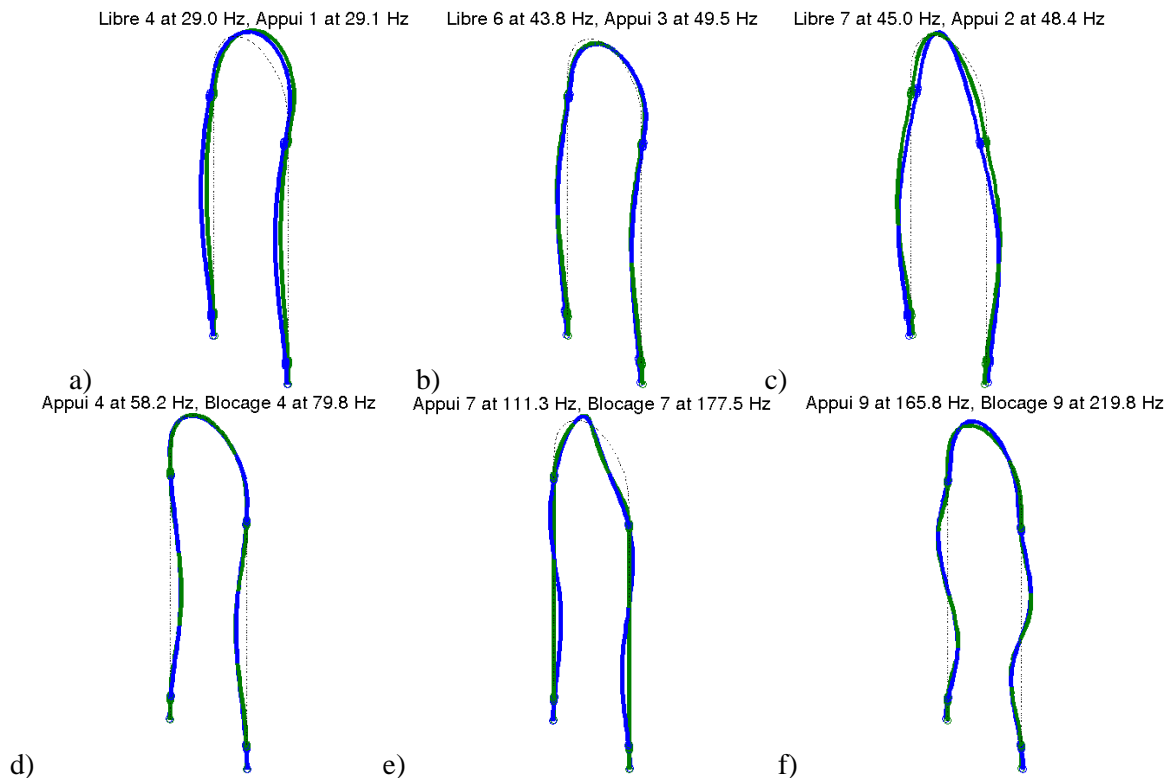 Libre 4 at 29.0 Hz, Appui 1 at 29.1 Hz
Libre 6 at 43.8 Hz, Appui 3 at 49.5 Hz
Libre 7 at 45.0 Hz, Appui 2 at 48.4 Hz
a)
b)
c)
Appui 4 at 58.2 Hz, Blocage 4 at 79.8 Hz
Appui 7 at 111.3 Hz, Blocage 7 at 177.5 Hz
Appui 9 at 165.8 Hz, Blocage 9 at 219.8 Hz
d)
e)
f)